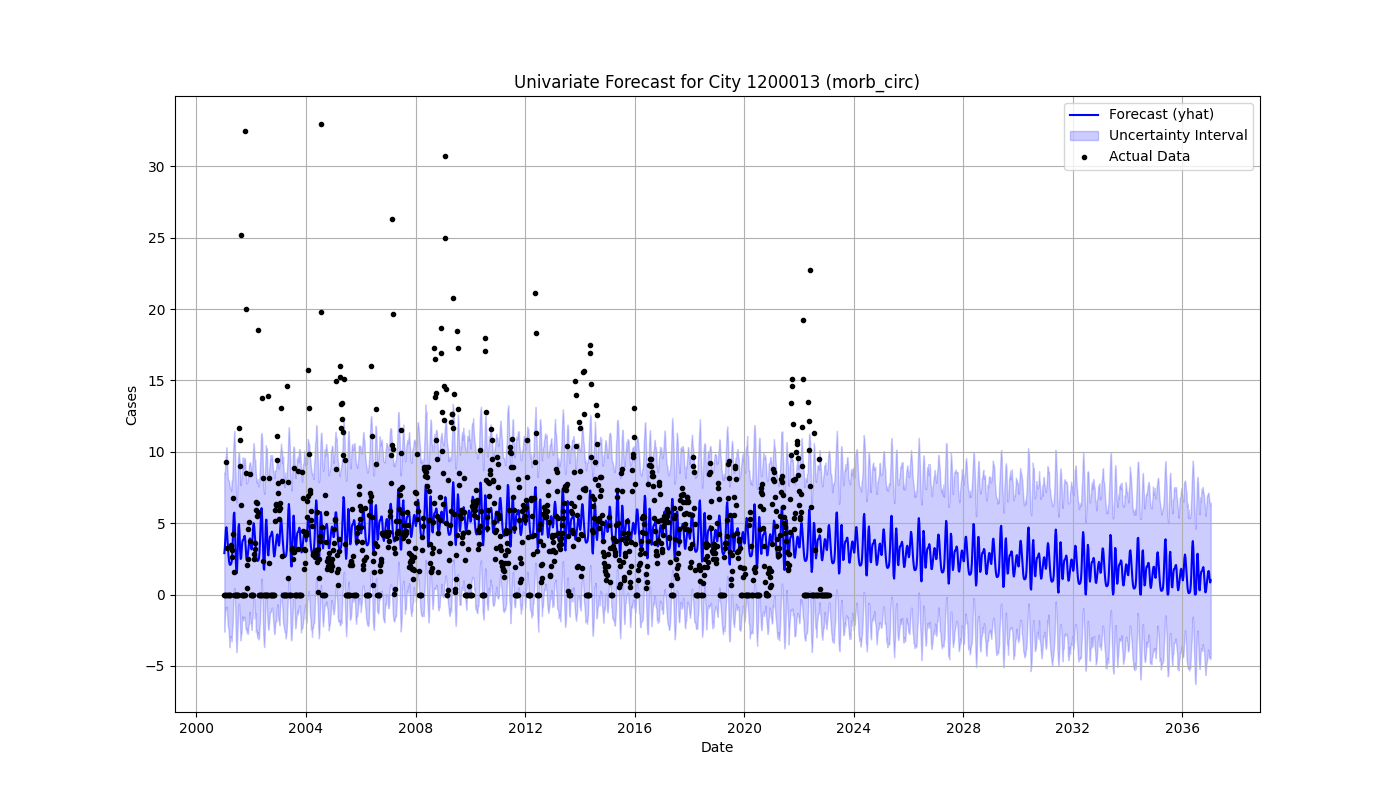 Univariate Forecast for City 1200013 (morb_circ)
Forecast (yhat)
Uncertainty Interval
Actual Data
Cases
30
25
20
15
10
5
0
−5
2000 2004 2008 2012 2016 2020 2024 2028 2032 2036
Date